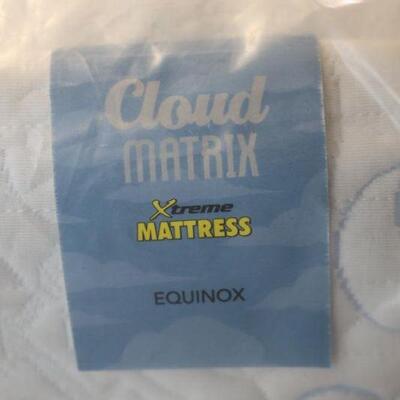 Cloud
MATRIX
Xtreme
MATTRESS
EQUINOX